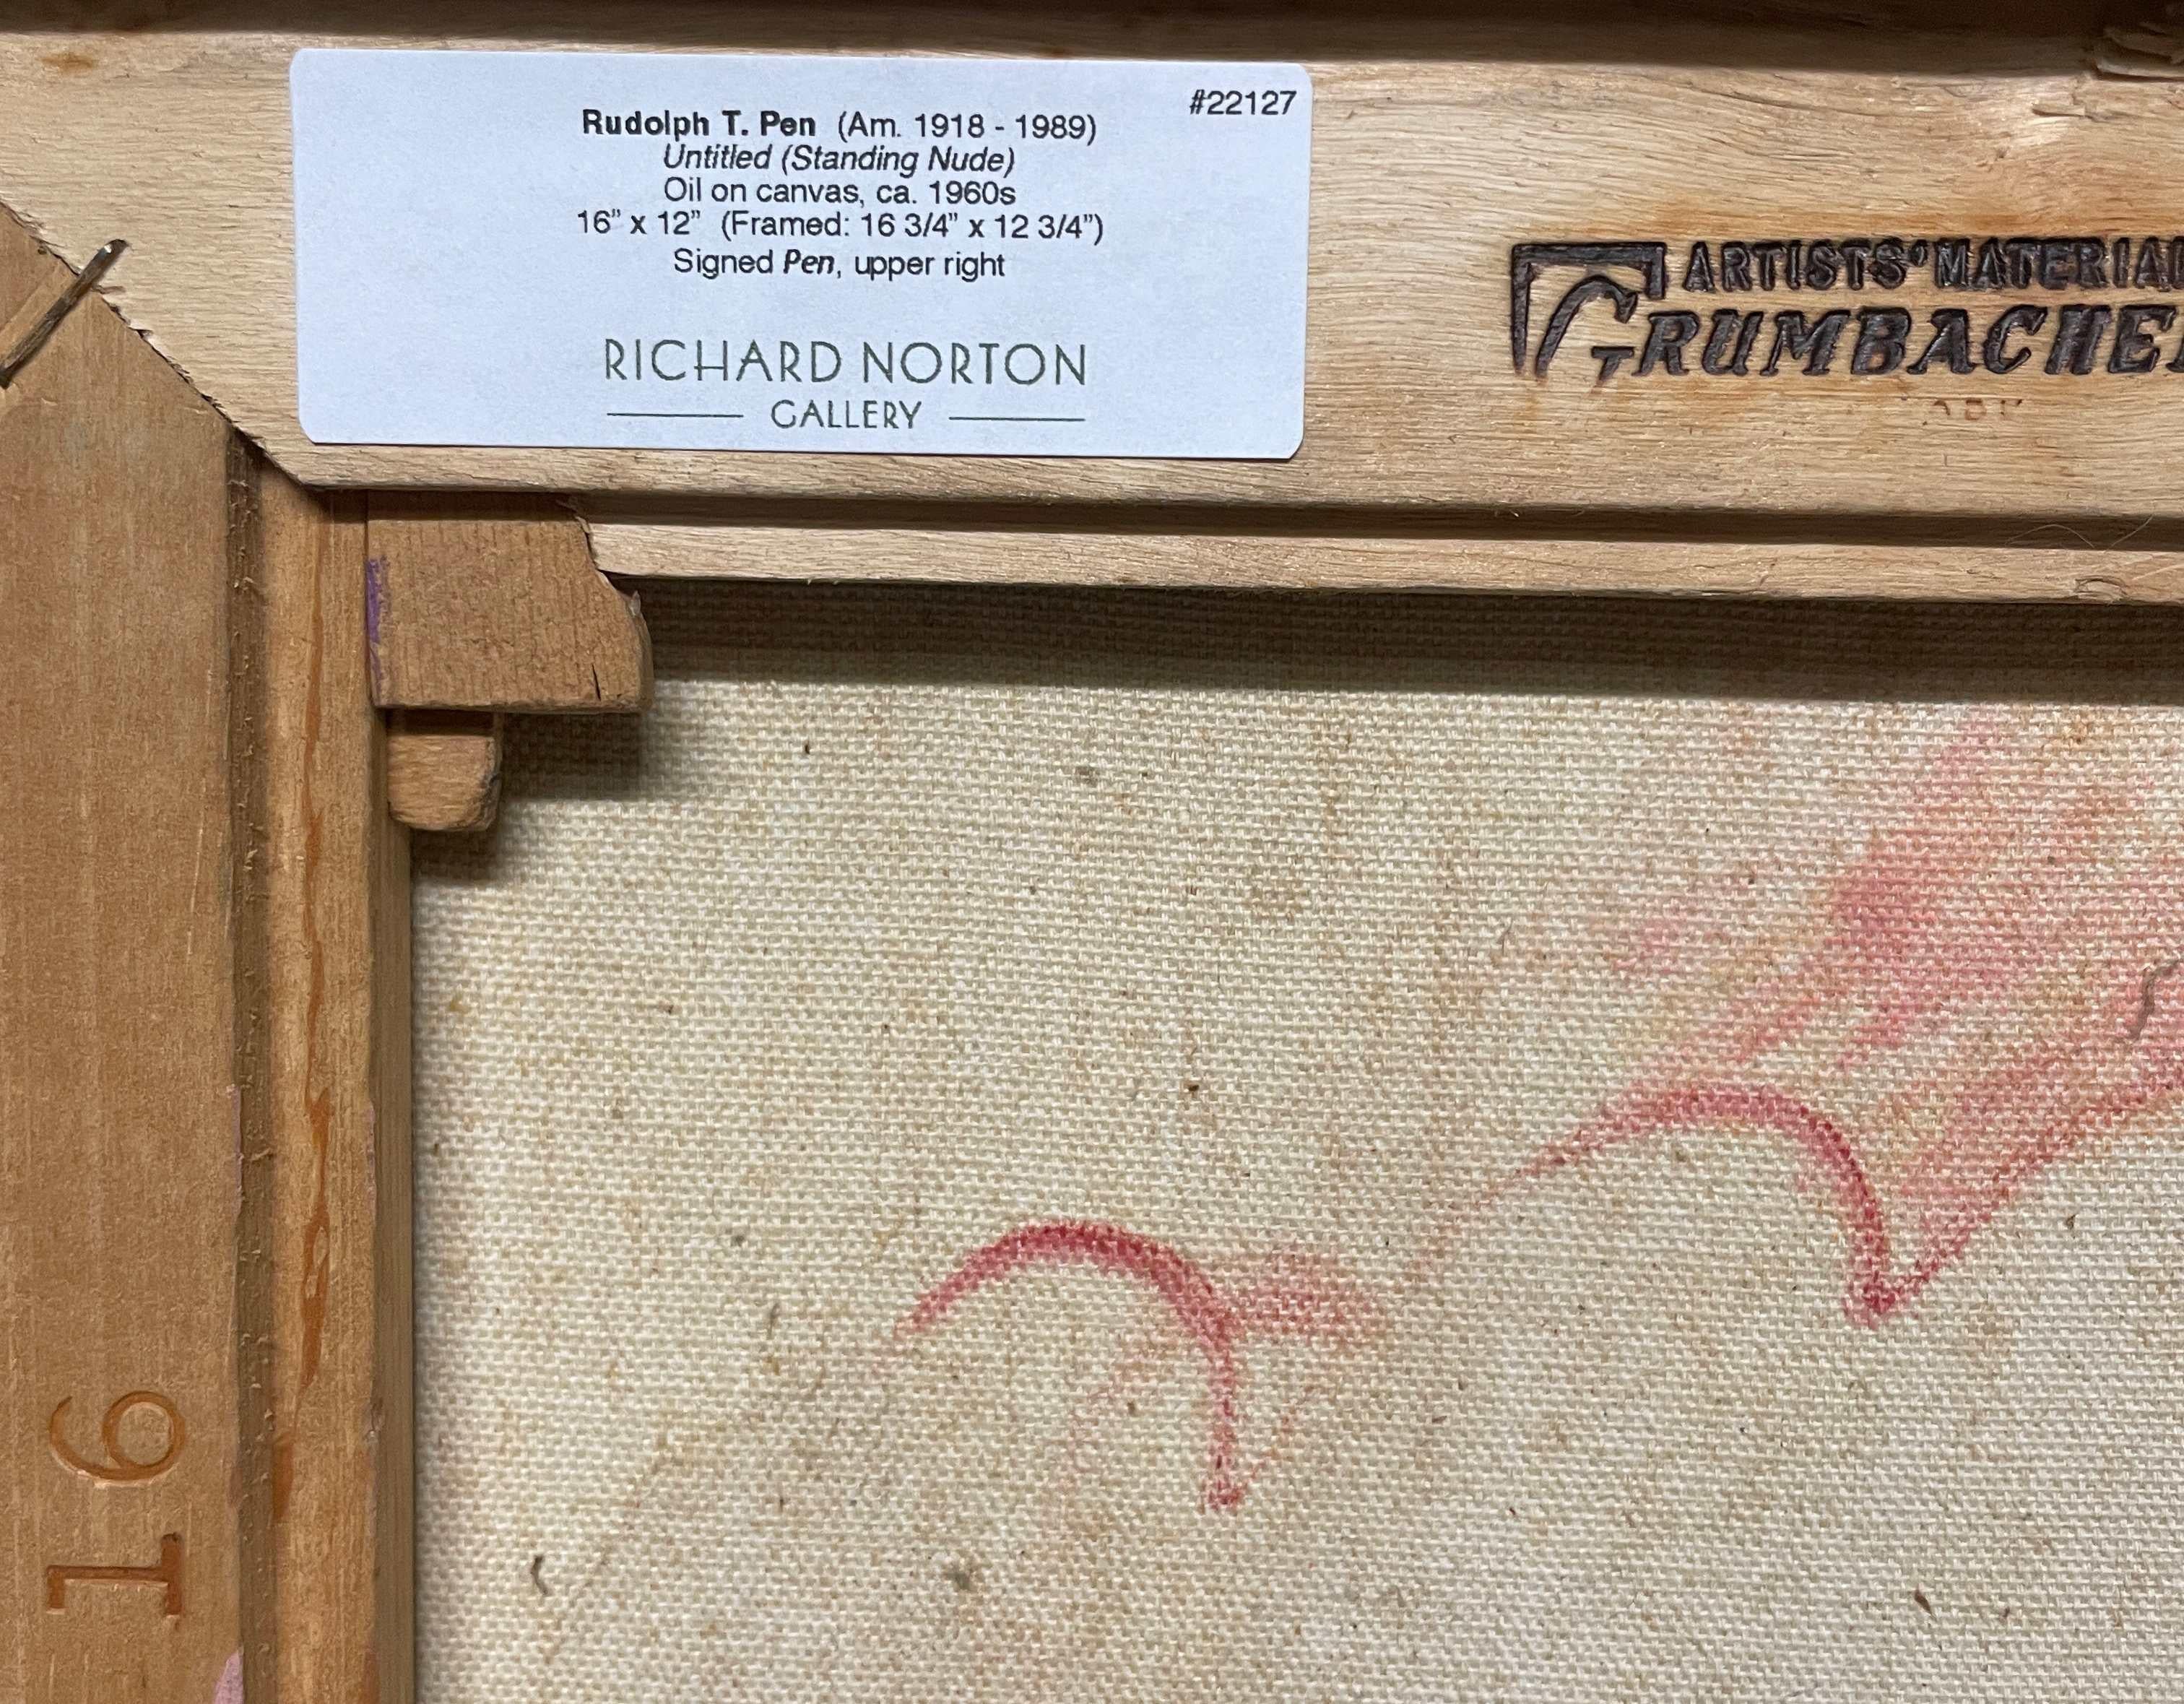 #22127
Rudolph T. Pen (Am. 1918 - 1989)
Untitled (Standing Nude)
Oil on canvas, ca. 1960s
16" x 12" (Framed: 16 3/4" x 12 3/4")
Signed Pen, upper right
RICHARD NORTON
GALLERY
ARTISTS' MATERIAL
GRUMBACHER
16